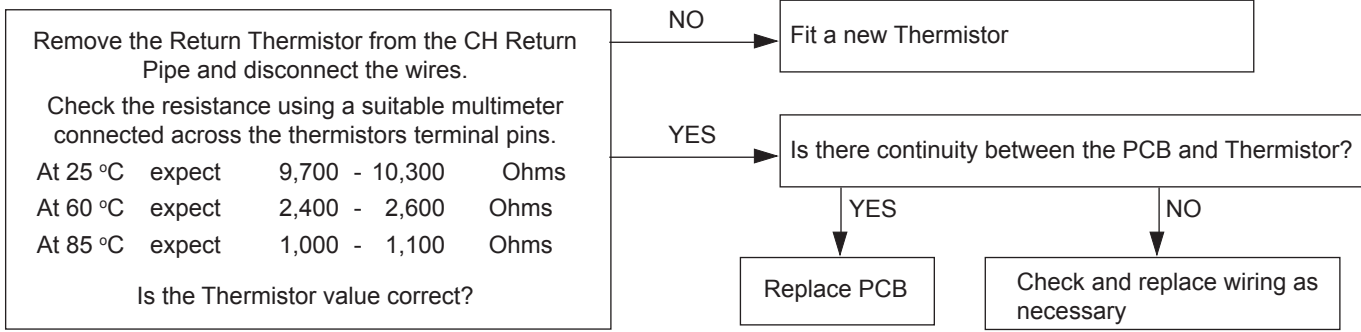 Remove the Return Thermistor from the CH Return
Pipe and disconnect the wires.
Check the resistance using a suitable multimeter
connected across the thermistors terminal pins.
At 25 °C expect 9,700 - 10,300 Ohms
At 60 °C expect 2,400 - 2,600 Ohms
At 85 °C expect 1,000 - 1,100 Ohms
Is the Thermistor value correct?
NO
Fit a new Thermistor
YES
Is there continuity between the PCB and Thermistor?
YES
Replace PCB
NO
Check and replace wiring as
necessary